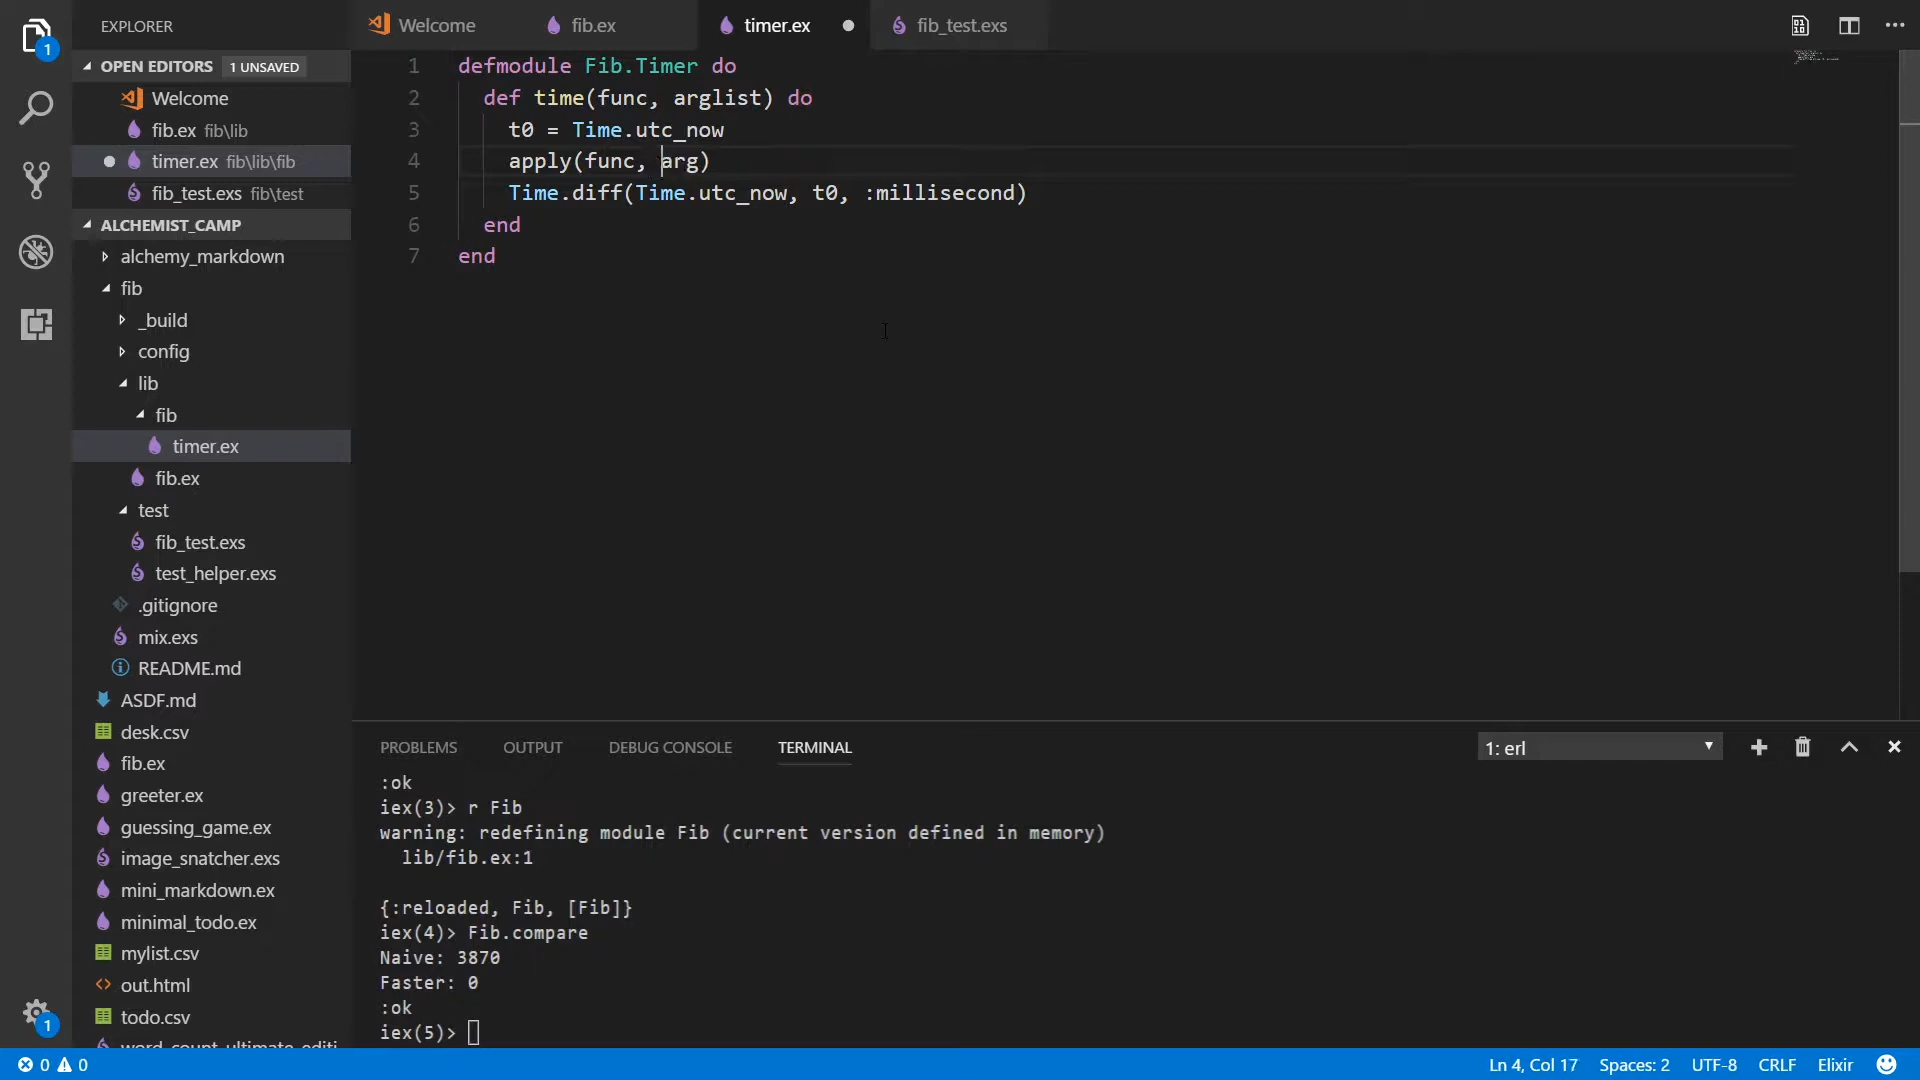 EXPLORER
OPEN EDITORS 1 UNSAVED
Welcome
fib.ex fib\lib
timer.ex fib\lib\fib
fib_test.exs fib\test
ALCHEMIST_CAMP
alchemy_markdown
fib
_build
config
lib
fib
timer.ex
fib.ex
test
fib_test.exs
test_helper.exs
.gitignore
mix.exs
README.md
ASDF.md
desk.csv
fib.ex
greeter.ex
guessing_game.ex
image_snatcher.exs
mini_markdown.ex
minimal_todo.ex
mylist.csv
out.html
todo.csv
1
1
Welcome fib.ex timer.ex fib_test.exs
1 defmodule Fib.Timer do
2 def time(func, arglist) do
3 t0 = Time.utc_now
4 apply(func, arg)
5 Time.diff(Time.utc_now, t0, :millisecond)
6 end
7 end
PROBLEMS OUTPUT DEBUG CONSOLE TERMINAL 1: erl
:ok
iex(3)> r Fib
warning: redefining module Fib (current version defined in memory)
lib/fib.ex:1
{:reloaded, Fib, [Fib]}
iex(4)> Fib.compare
Naive: 3870
Faster: 0
:ok
iex(5)>
0 0 Ln 4, Col 17 Spaces: 2 UTF-8 CRLF Elixir